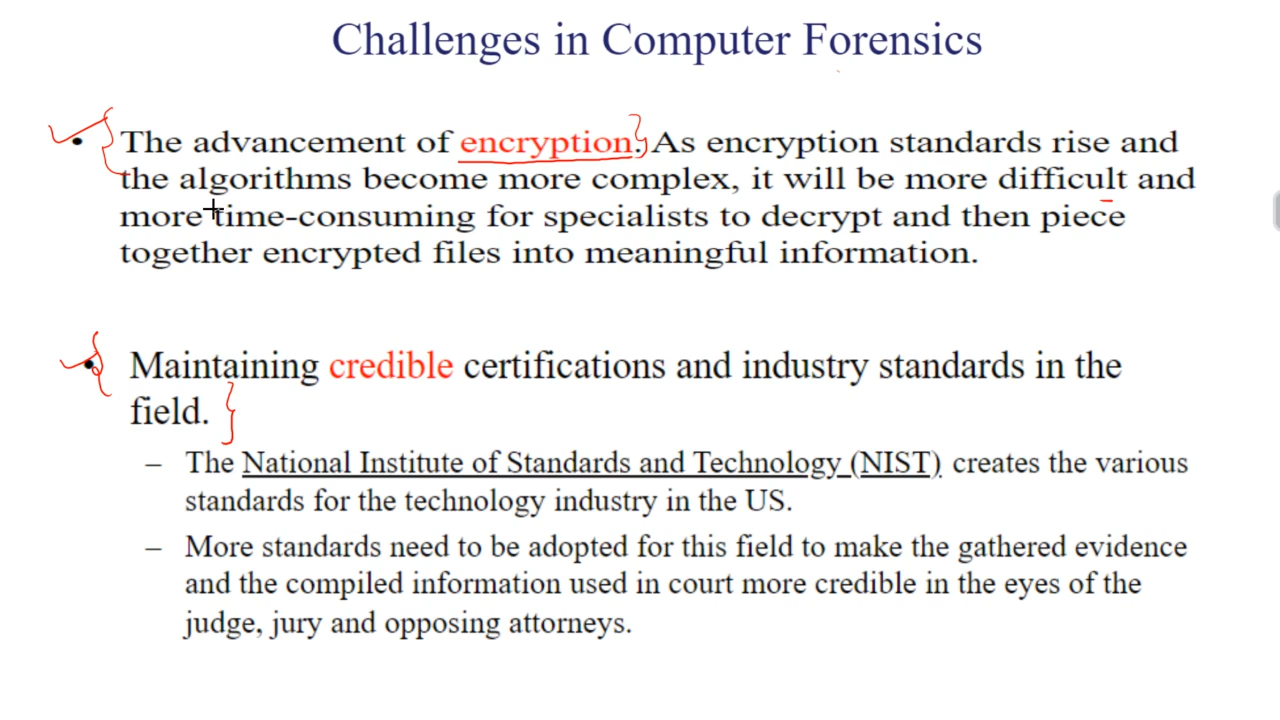 Challenges in Computer Forensics
• The advancement of encryption. As encryption standards rise and
the algorithms become more complex, it will be more difficult and
more time-consuming for specialists to decrypt and then piece
together encrypted files into meaningful information.
• Maintaining credible certifications and industry standards in the
field.
– The National Institute of Standards and Technology (NIST) creates the various
standards for the technology industry in the US.
– More standards need to be adopted for this field to make the gathered evidence
and the compiled information used in court more credible in the eyes of the
judge, jury and opposing attorneys.